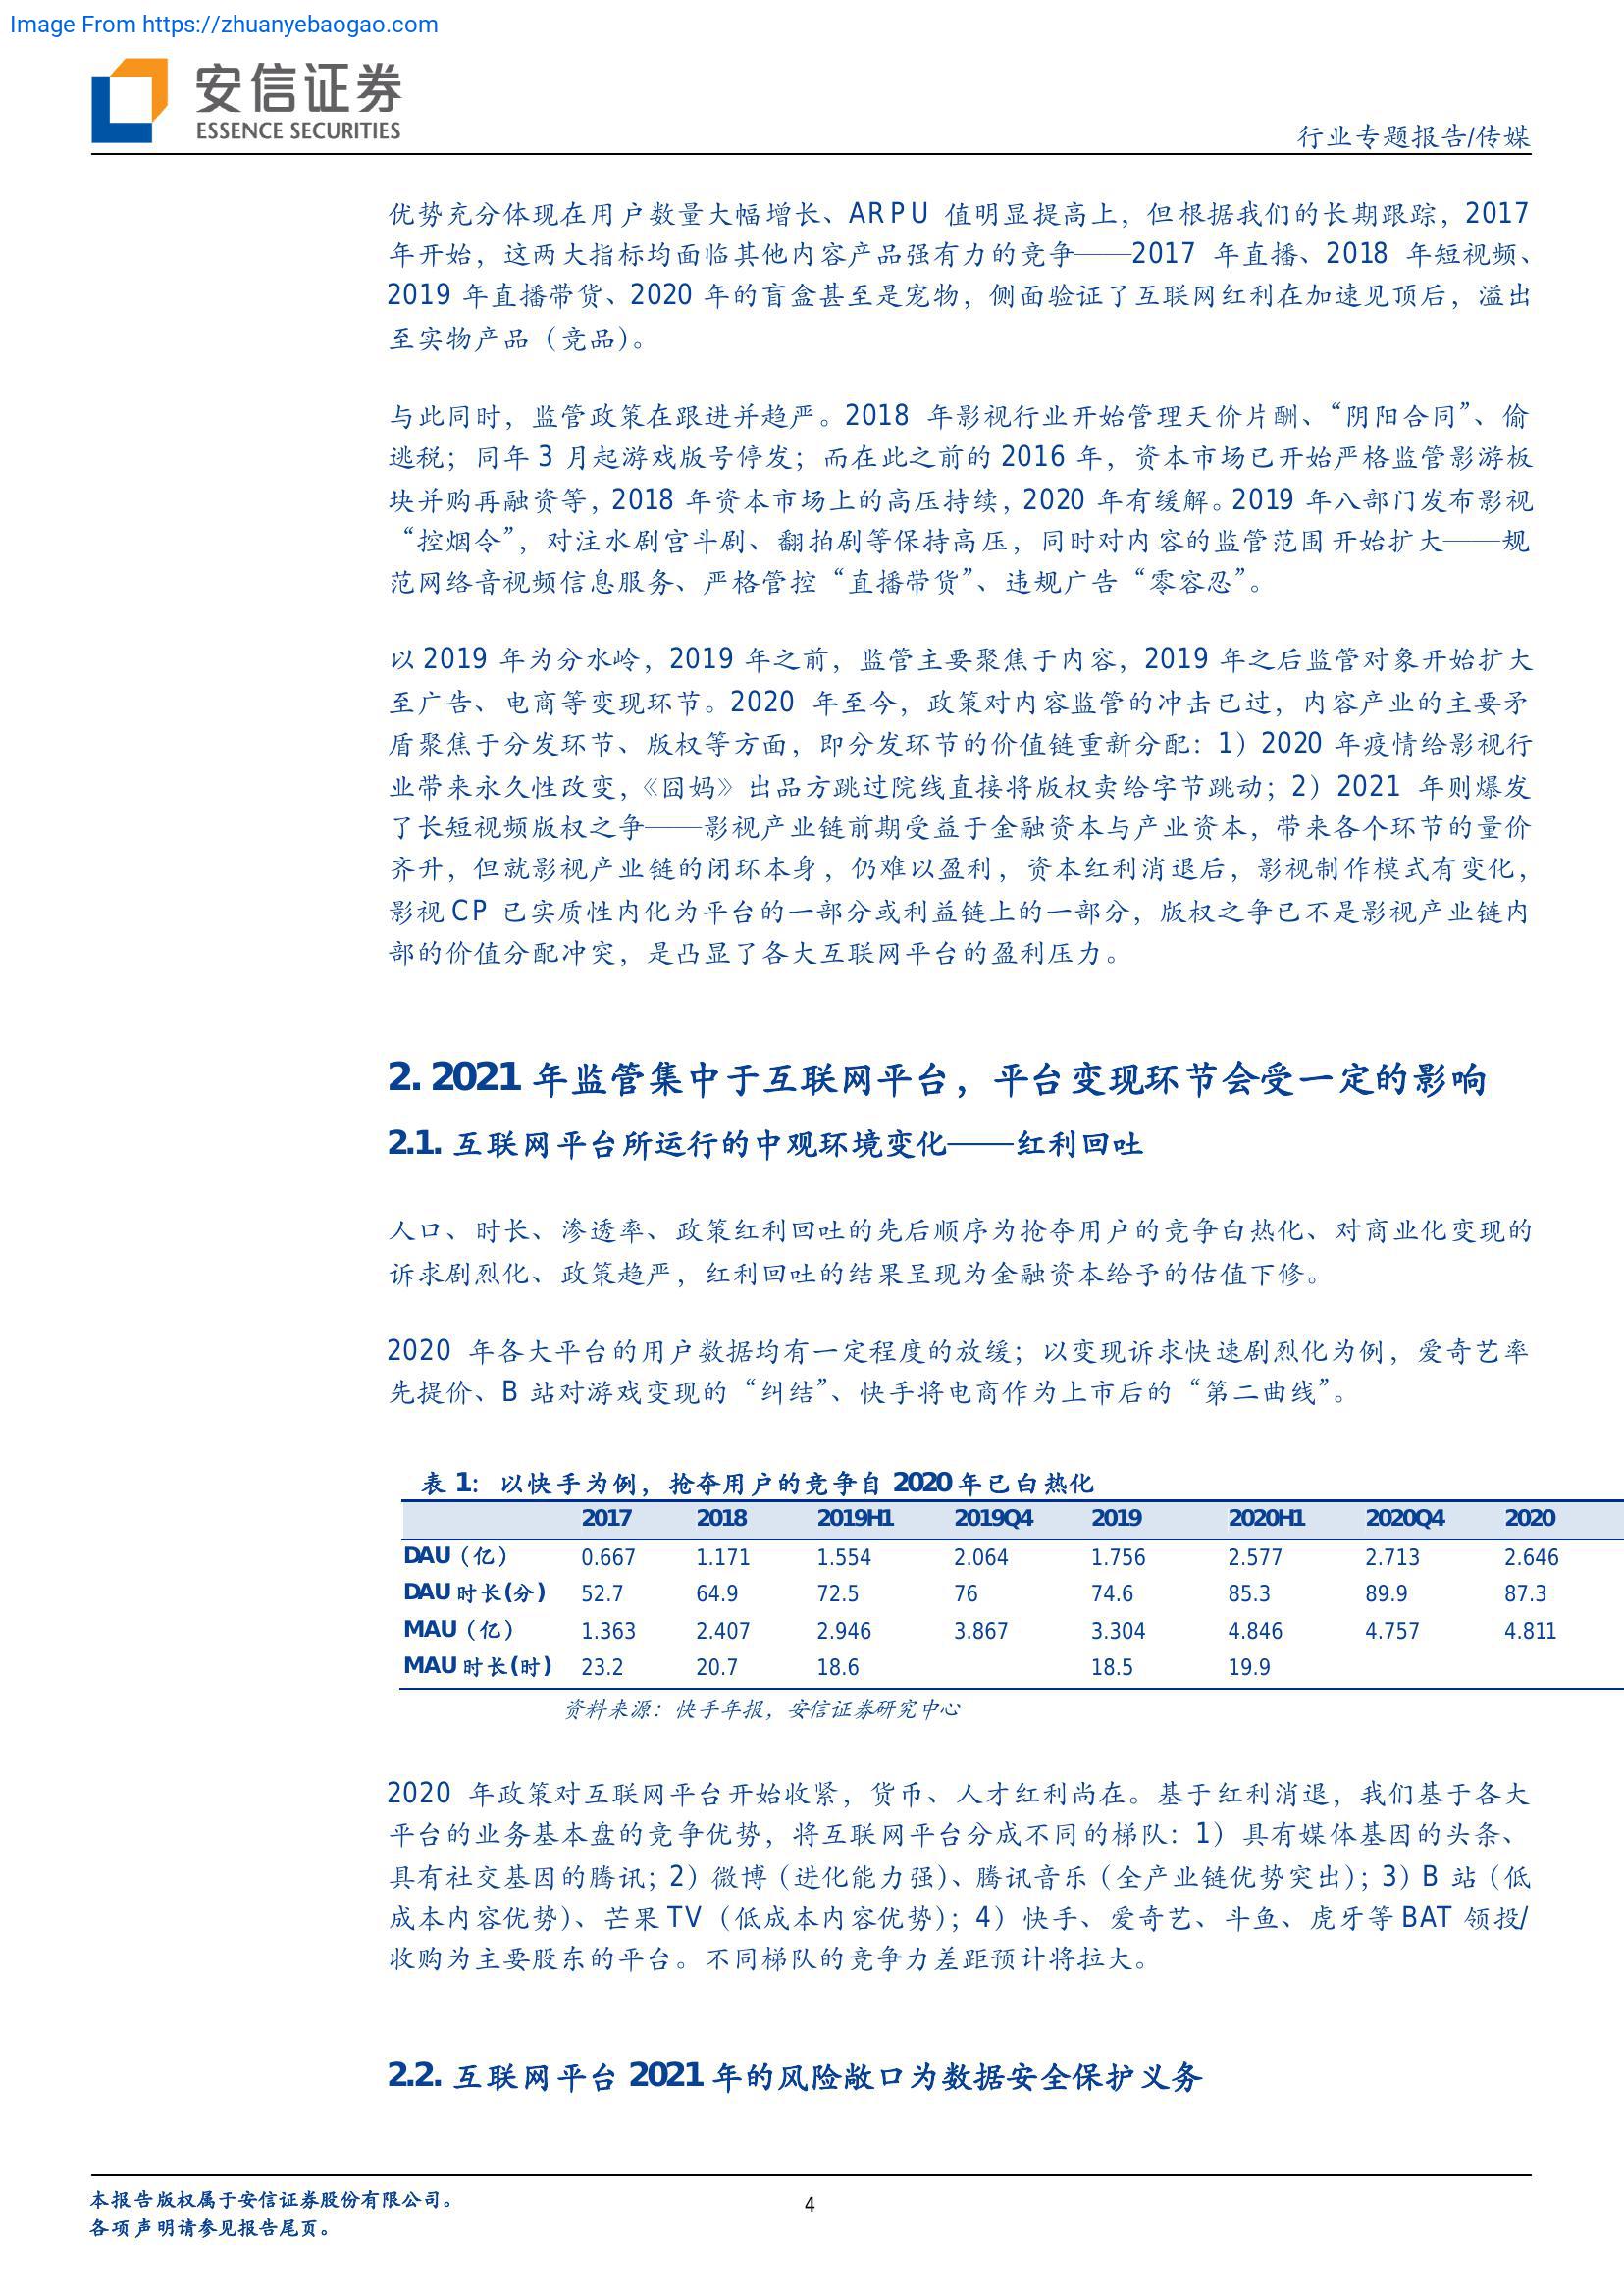 Image From https://zhuanyebaogao.com
安信证券
ESSENCE SECURITIES
行业专题报告/传媒
优势充分体现在用户数量大幅增长、ARPU 值明显提高上，但根据我们的长期跟踪，2017
年开始，这两大指标均面临其他内容产品强有力的竞争——2017 年直播、2018 年短视频、
2019 年直播带货、2020 年的盲盒甚至是宠物，侧面验证了互联网红利在加速见顶后，溢出
至实物产品（竞品）。
与此同时，监管政策在跟进并趋严。2018 年影视行业开始管理天价片酬、“阴阳合同”、偷
逃税；同年 3 月起游戏版号停发；而在此之前的 2016 年，资本市场已开始严格监管影游板
块并购再融资等，2018 年资本市场上的高压持续，2020 年有缓解。2019 年八部门发布影视
“控烟令”，对注水剧宫斗剧、翻拍剧等保持高压，同时对内容的监管范围开始扩大——规
范网络音视频信息服务、严格管控“直播带货”、违规广告“零容忍”。
以 2019 年为分水岭，2019 年之前，监管主要聚焦于内容，2019 年之后监管对象开始扩大
至广告、电商等变现环节。2020 年至今，政策对内容监管的冲击已过，内容产业的主要矛
盾聚焦于分发环节、版权等方面，即分发环节的价值链重新分配：1）2020 年疫情给影视行
业带来永久性改变，《囧妈》出品方跳过院线直接将版权卖给字节跳动；2）2021 年则爆发
了长短视频版权之争——影视产业链前期受益于金融资本与产业资本，带来各个环节的量价
齐升，但就影视产业链的闭环本身，仍难以盈利，资本红利消退后，影视制作模式有变化，
影视 CP 已实质性内化为平台的一部分或利益链上的一部分，版权之争已不是影视产业链内
部的价值分配冲突，是凸显了各大互联网平台的盈利压力。
2. 2021 年监管集中于互联网平台，平台变现环节会受一定的影响
2.1. 互联网平台所运行的中观环境变化——红利回吐
人口、时长、渗透率、政策红利回吐的先后顺序为抢夺用户的竞争白热化、对商业化变现的
诉求剧烈化、政策趋严，红利回吐的结果呈现为金融资本给予的估值下修。
2020 年各大平台的用户数据均有一定程度的放缓；以变现诉求快速剧烈化为例，爱奇艺率
先提价、B 站对游戏变现的“纠结”、快手将电商作为上市后的“第二曲线”。
表 1：以快手为例，抢夺用户的竞争自 2020 年已白热化
2017 2018 2019H1 2019Q4 2019 2020H1 2020Q4 2020
DAU（亿） 0.667 1.171 1.554 2.064 1.756 2.577 2.713 2.646
DAU 时长(分) 52.7 64.9 72.5 76 74.6 85.3 89.9 87.3
MAU（亿） 1.363 2.407 2.946 3.867 3.304 4.846 4.757 4.811
MAU 时长(时) 23.2 20.7 18.6 18.5 19.9
资料来源：快手年报，安信证券研究中心
2020 年政策对互联网平台开始收紧，货币、人才红利尚在。基于红利消退，我们基于各大
平台的业务基本盘的竞争优势，将互联网平台分成不同的梯队：1）具有媒体基因的头条、
具有社交基因的腾讯；2）微博（进化能力强）、腾讯音乐（全产业链优势突出）；3）B 站（低
成本内容优势）、芒果 TV（低成本内容优势）；4）快手、爱奇艺、斗鱼、虎牙等 BAT 领投/
收购为主要股东的平台。不同梯队的竞争力差距预计将拉大。
2.2. 互联网平台 2021 年的风险敞口为数据安全保护义务
本报告版权属于安信证券股份有限公司。
各项声明请参见报告尾页。
4